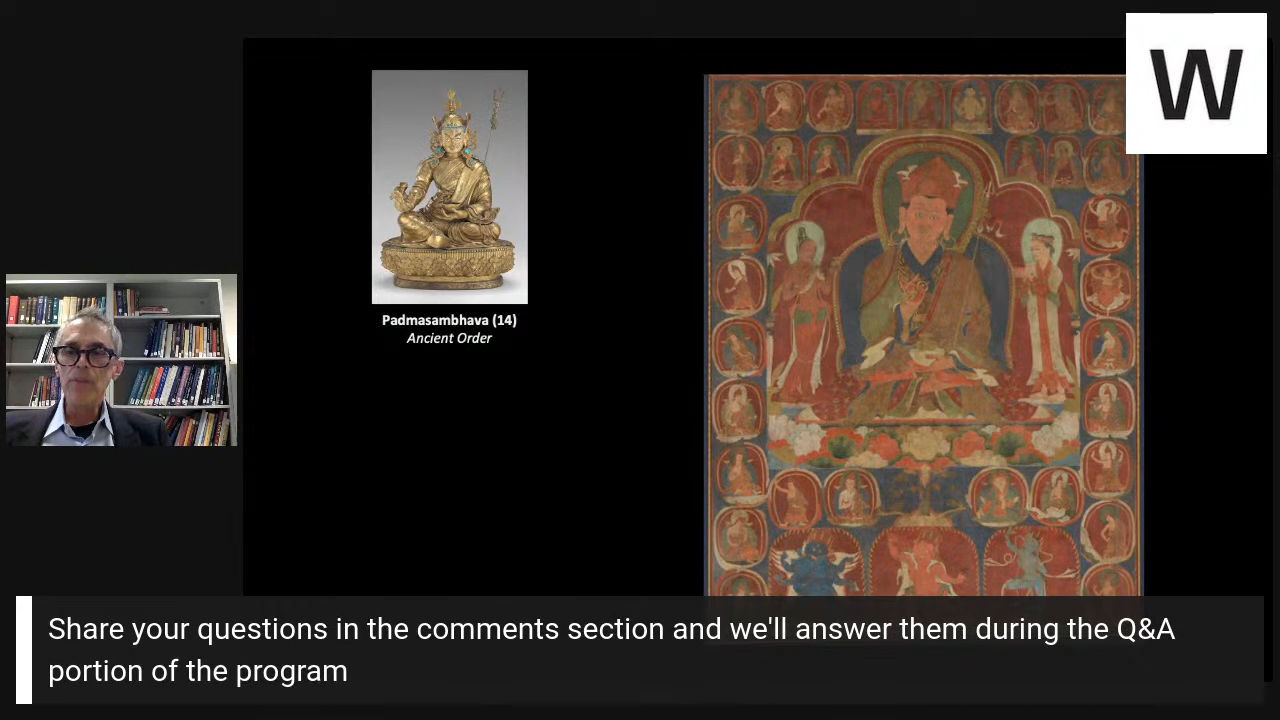 W
Padmasambhava (14)
Ancient Order
Share your questions in the comments section and we'll answer them during the Q&A
portion of the program